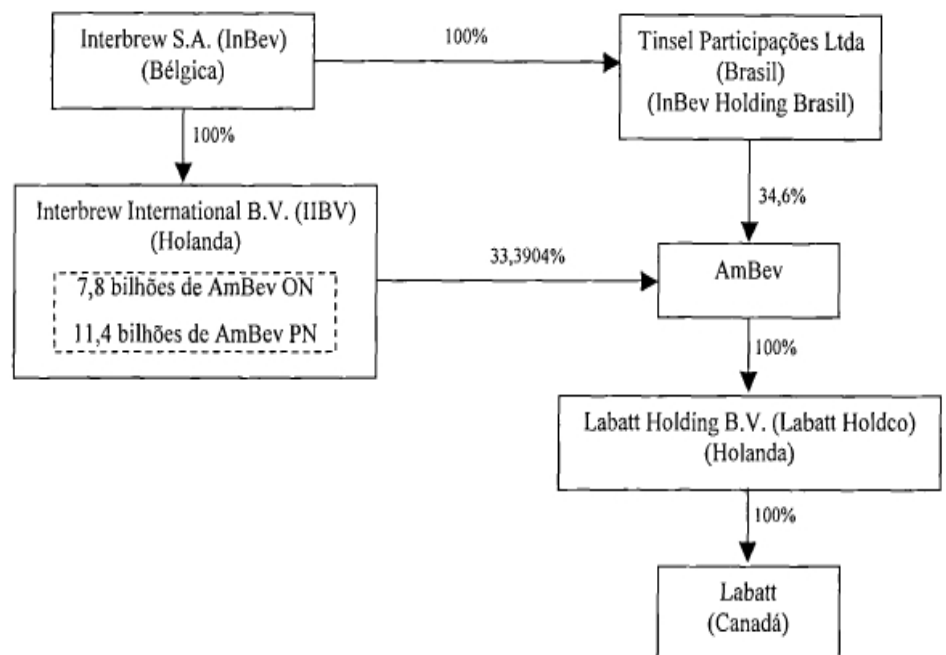 Interbrew S.A. (InBev)
(Bélgica)
100%
Tinsel Participações Ltda
(Brasil)
(InBev Holding Brasil)
100%
34,6%
Interbrew International B.V. (IIBV)
(Holanda)
7,8 bilhões de AmBev ON
11,4 bilhões de AmBev PN
33,3904%
AmBev
100%
Labatt Holding B.V. (Labatt Holdco)
(Holanda)
100%
Labatt
(Canadá)